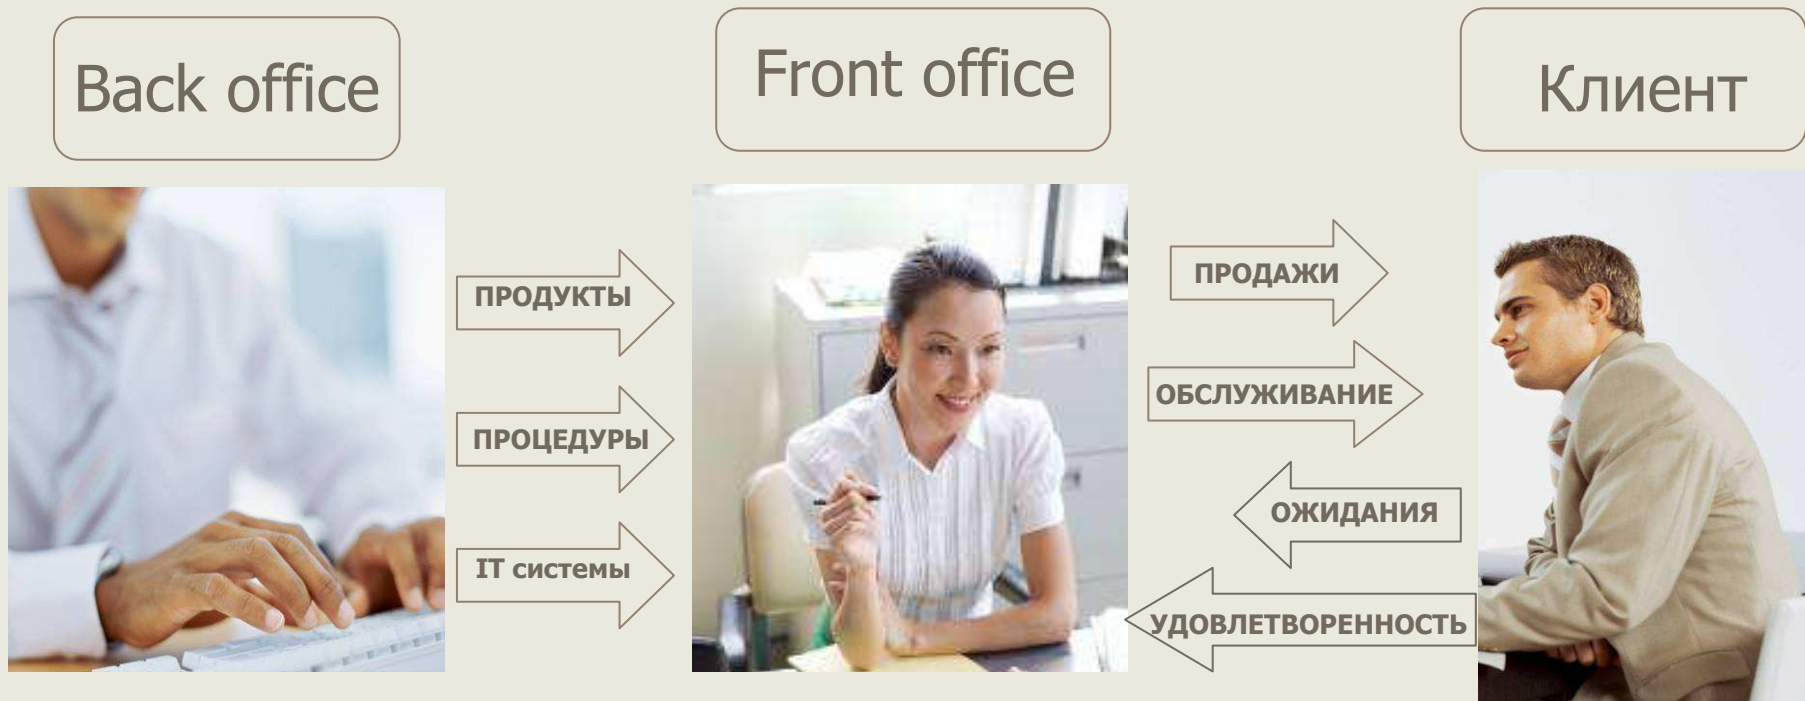 Back office
Front office
Клиент
ПРОДУКТЫ
ПРОЦЕДУРЫ
IT системы
ПРОДАЖИ
ОБСЛУЖИВАНИЕ
ОЖИДАНИЯ
УДОВЛЕТВОРЕННОСТЬ